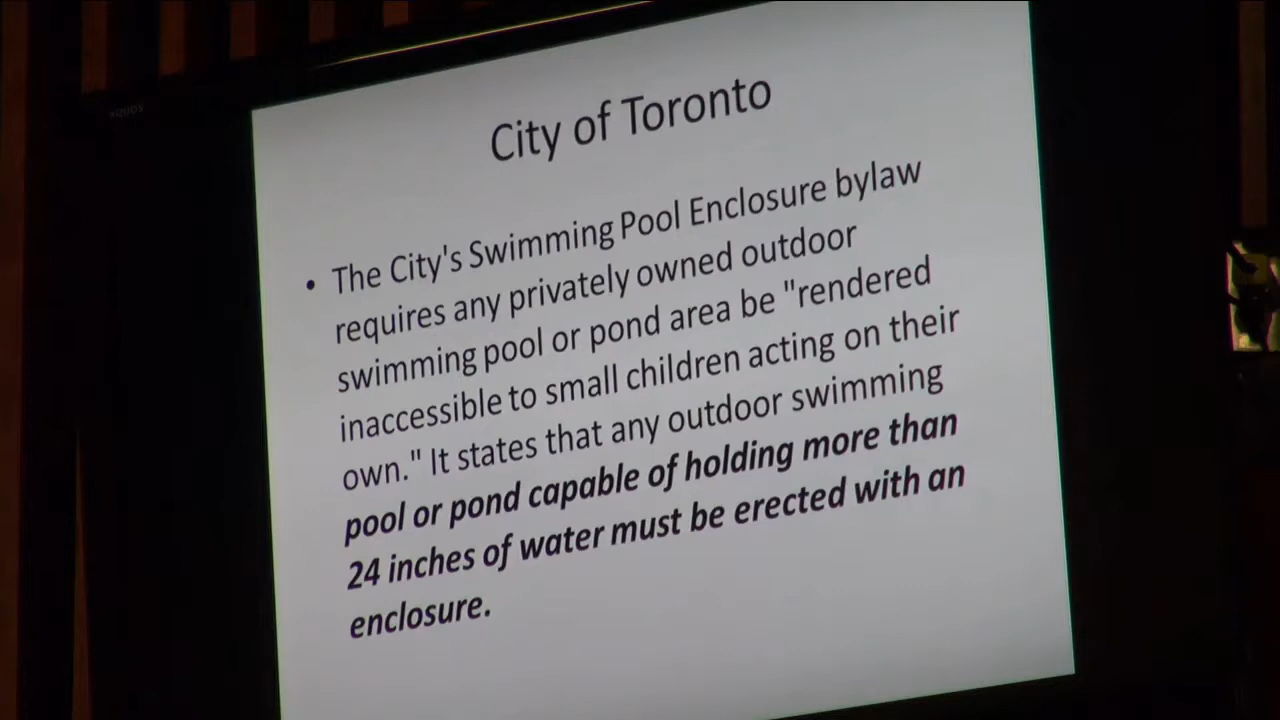 AQUOS
City of Toronto
• The City's Swimming Pool Enclosure bylaw
requires any privately owned outdoor
swimming pool or pond area be "rendered
inaccessible to small children acting on their
own." It states that any outdoor swimming
pool or pond capable of holding more than
24 inches of water must be erected with an
enclosure.